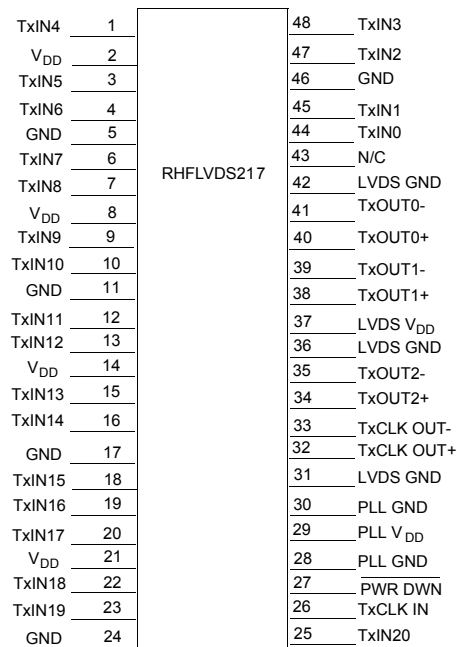 TxIN4 1 48 TxIN3
VDD 2 47 TxIN2
TxIN5 3 46 GND
TxIN6 4 45 TxIN1
GND 5 44 TxIN0
TxIN7 6 43 N/C
RHFLVDS217
TxIN8 7 42 LVDS GND
VDD 8 41 TxOUT0-
TxIN9 9 40 TxOUT0+
TxIN10 10 39 TxOUT1-
GND 11 38 TxOUT1+
TxIN11 12 37 LVDS VDD
TxIN12 13 36 LVDS GND
VDD 14 35 TxOUT2-
TxIN13 15 34 TxOUT2+
TxIN14 16 33 TxCLK OUT-
GND 17 32 TxCLK OUT+
TxIN15 18 31 LVDS GND
TxIN16 19 30 PLL GND
TxIN17 20 29 PLL VDD
VDD 21 28 PLL GND
TxIN18 22 27 PWR DWN
TxIN19 23 26 TxCLK IN
GND 24 25 TxIN20